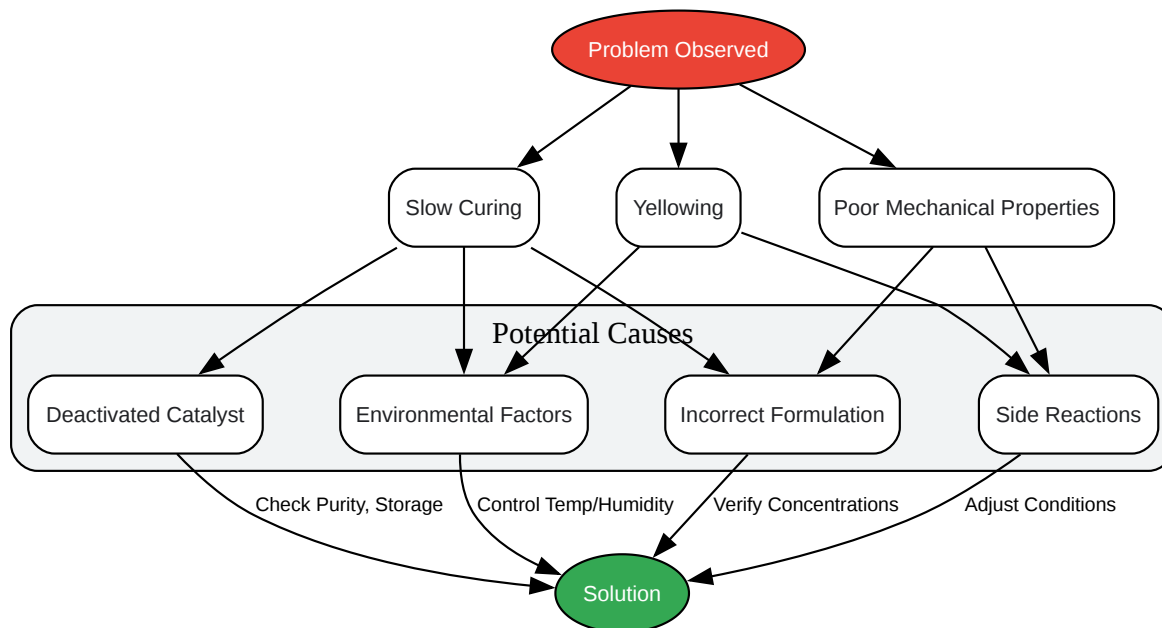 Problem Observed
Slow Curing
Yellowing
Poor Mechanical Properties
Potential Causes
Deactivated Catalyst
Environmental Factors
Incorrect Formulation
Side Reactions
Check Purity, Storage
Control Temp/Humidity
Verify Concentrations
Adjust Conditions
Solution